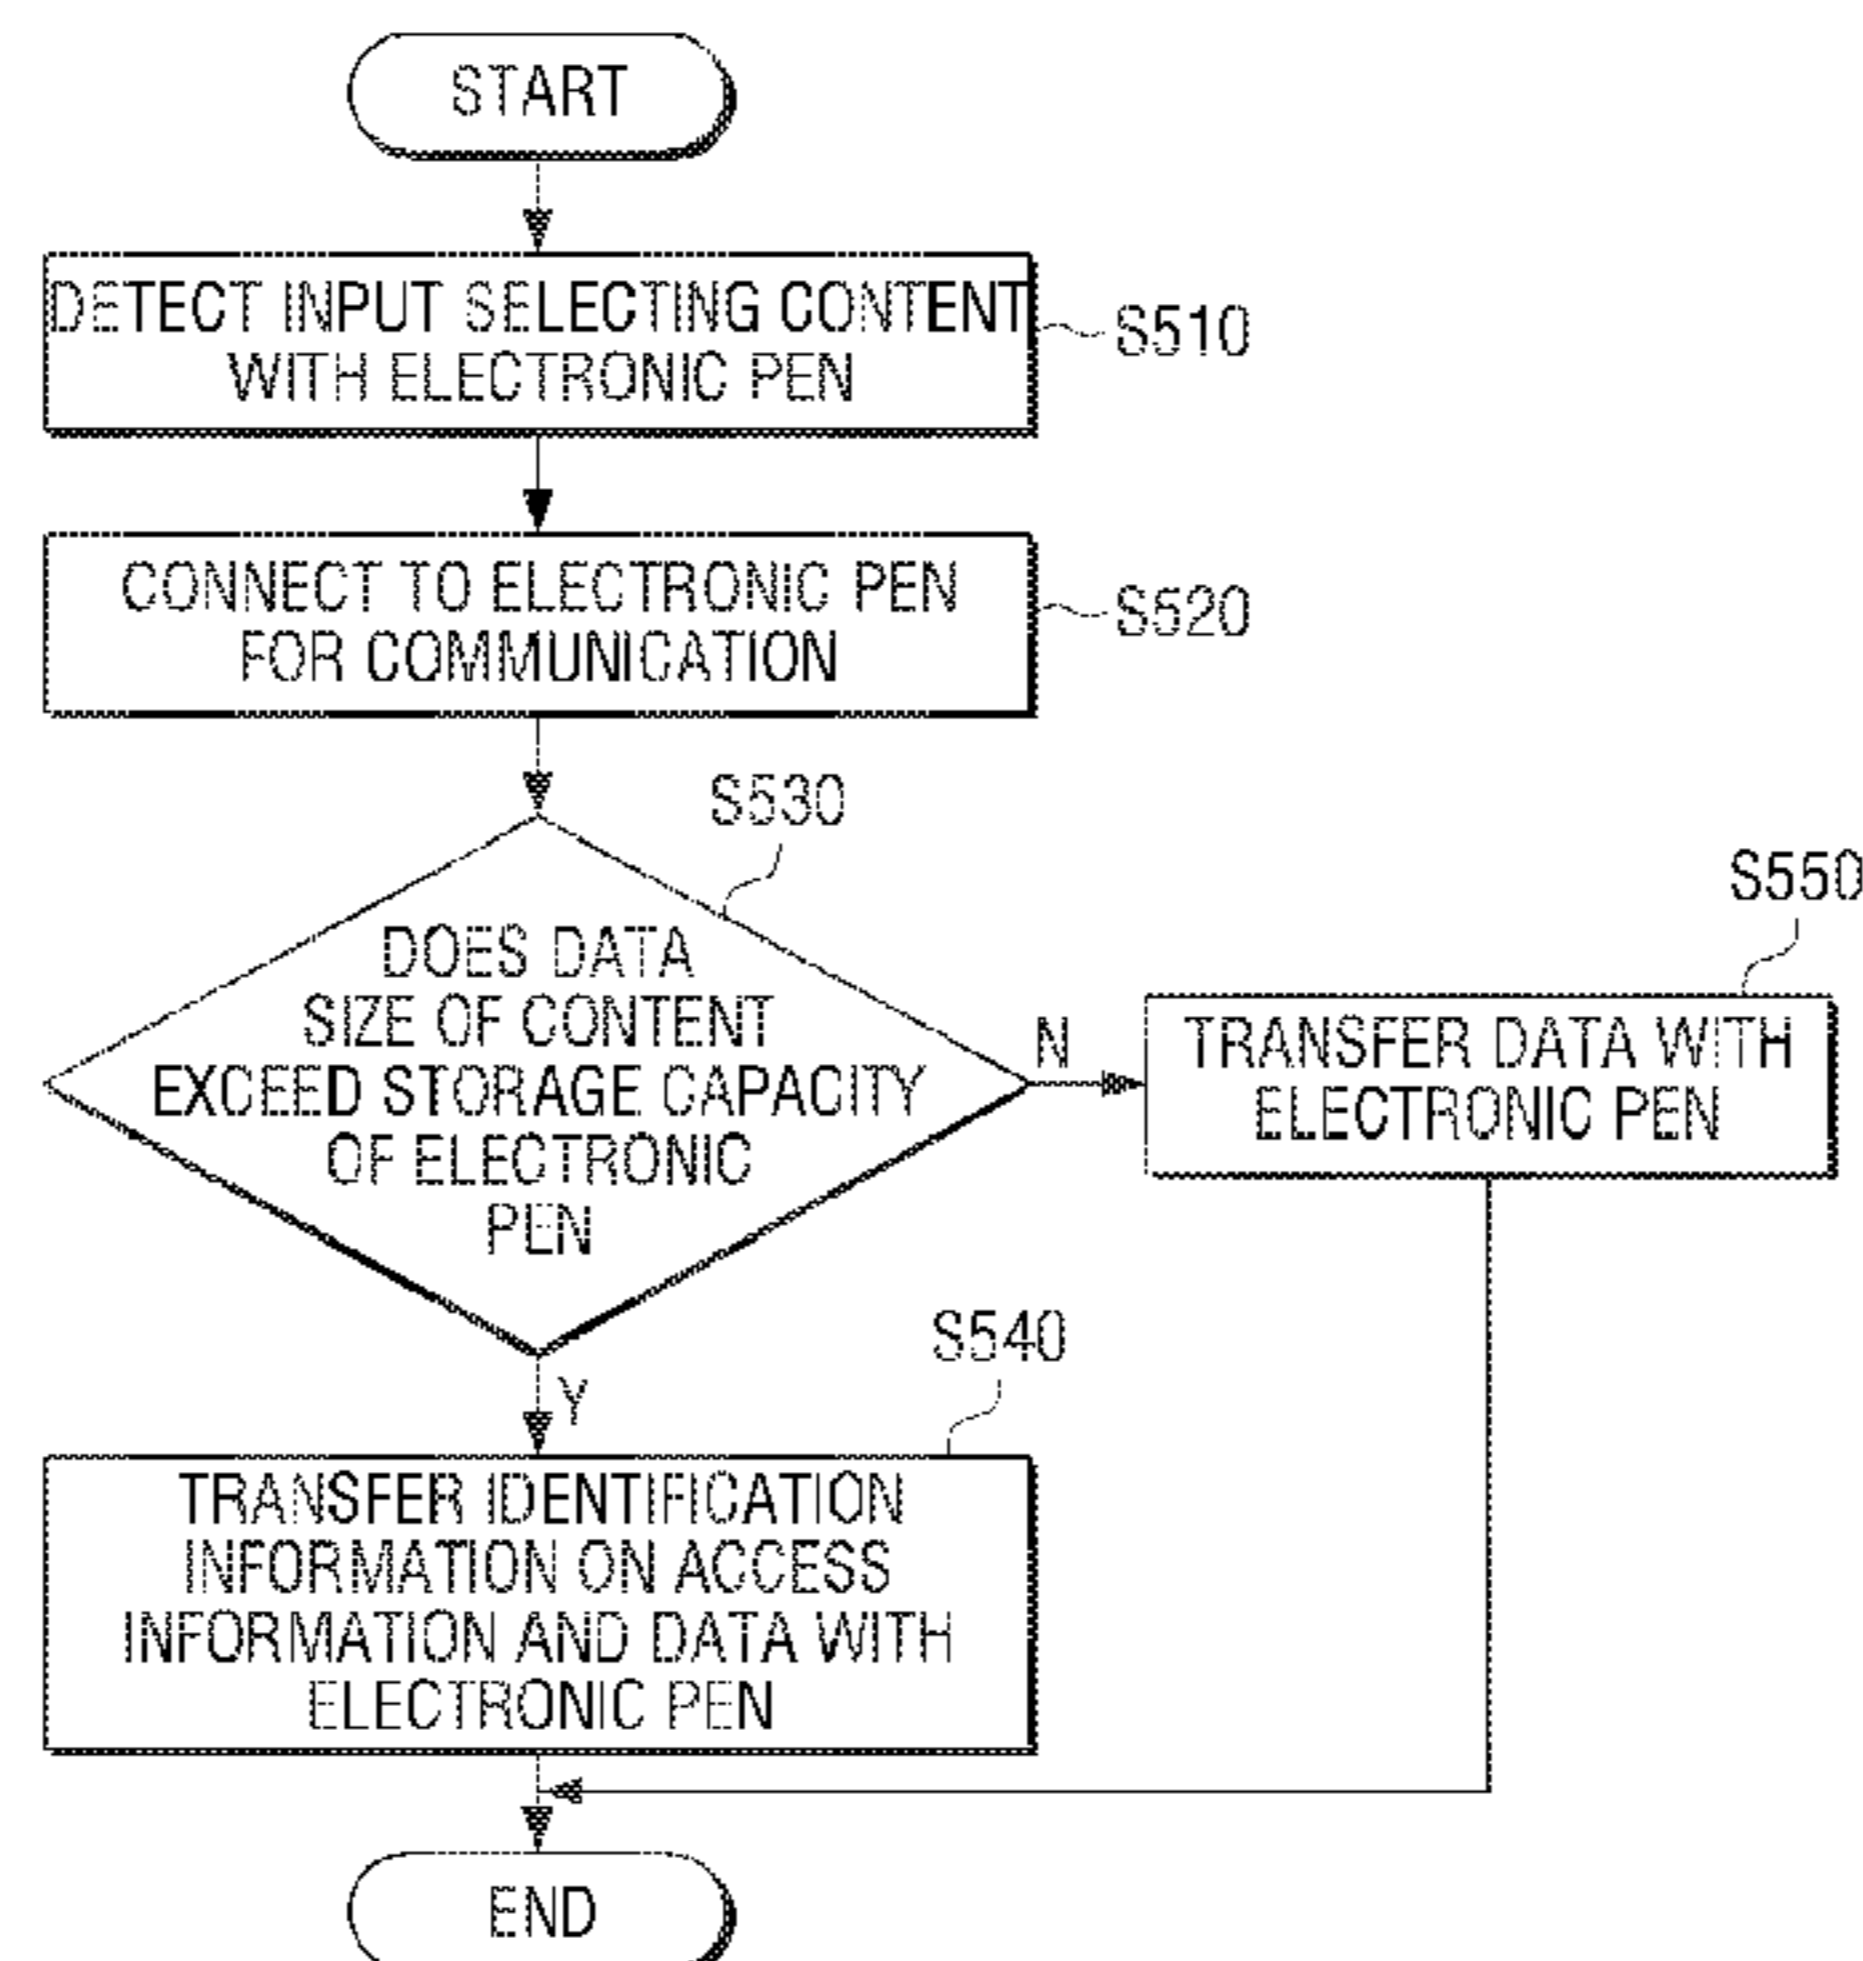 START
DETECT INPUT SELECTING CONTENT
WITH ELECTRONIC PEN
S510
CONNECT TO ELECTRONIC PEN
FOR COMMUNICATION
S520
S530
DOES DATA
SIZE OF CONTENT
EXCEED STORAGE CAPACITY
OF ELECTRONIC
PEN
N
S550
TRANSFER DATA WITH
ELECTRONIC PEN
Y
S540
TRANSFER IDENTIFICATION
INFORMATION ON ACCESS
INFORMATION AND DATA WITH
ELECTRONIC PEN
END